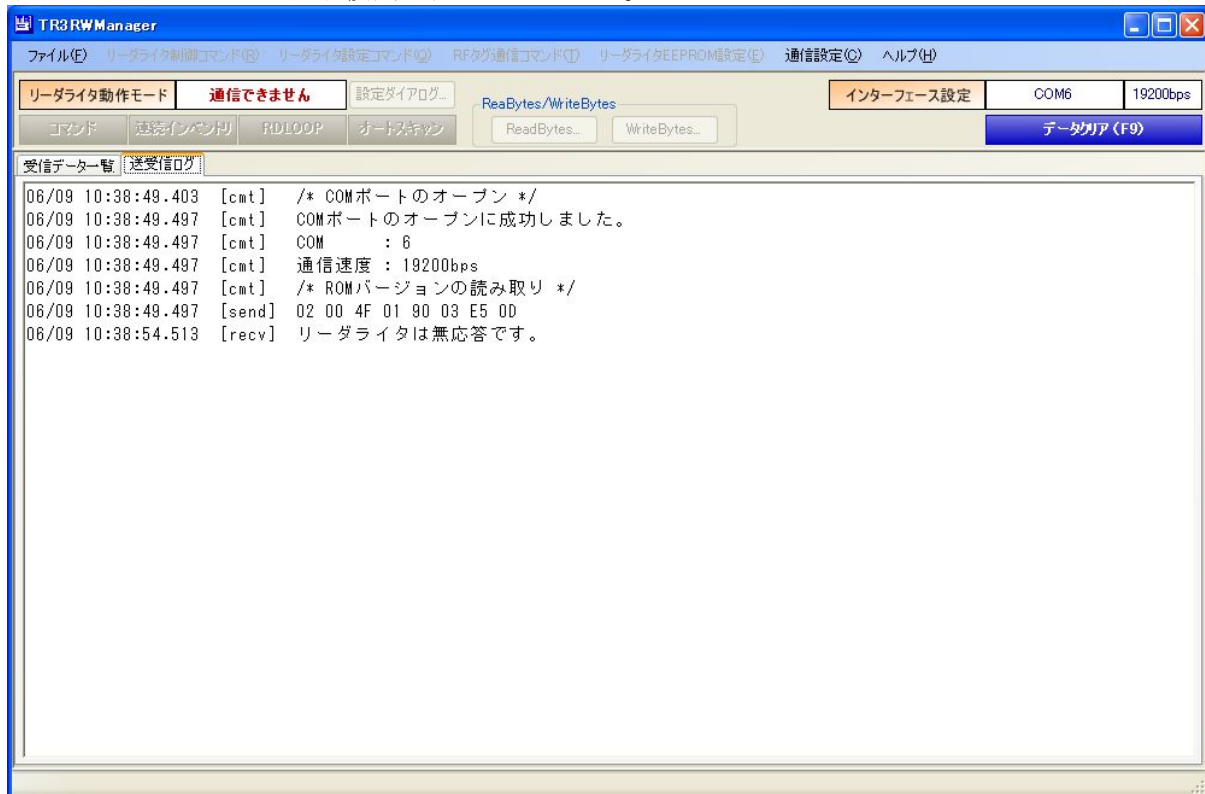 TR3RWManager
ファイル(F) リーダライタ制御コマンド(R) リーダライタ設定コマンド(Q) RFタグ通信コマンド(T) リーダライタEEPROM設定(E) 通信設定(C) ヘルプ(H)
リーダライタ動作モード 通信できません 設定ダイアログ... ReaBytes/WriteBytes インターフェース設定 COM6 19200bps
コマンド 連続インベントリ RDLOOP オートスキャン ReadBytes... WriteBytes... データクリア(F9)
受信データ一覧 送受信ログ
06/09 10:38:49.403 [cmt] /* COMポートのオープン */
06/09 10:38:49.497 [cmt] COMポートのオープンに成功しました。
06/09 10:38:49.497 [cmt] COM : 6
06/09 10:38:49.497 [cmt] 通信速度 : 19200bps
06/09 10:38:49.497 [cmt] /* ROMバージョンの読み取り */
06/09 10:38:49.497 [send] 02 00 4F 01 90 03 E5 0D
06/09 10:38:54.513 [recv] リーダライタは無応答です。